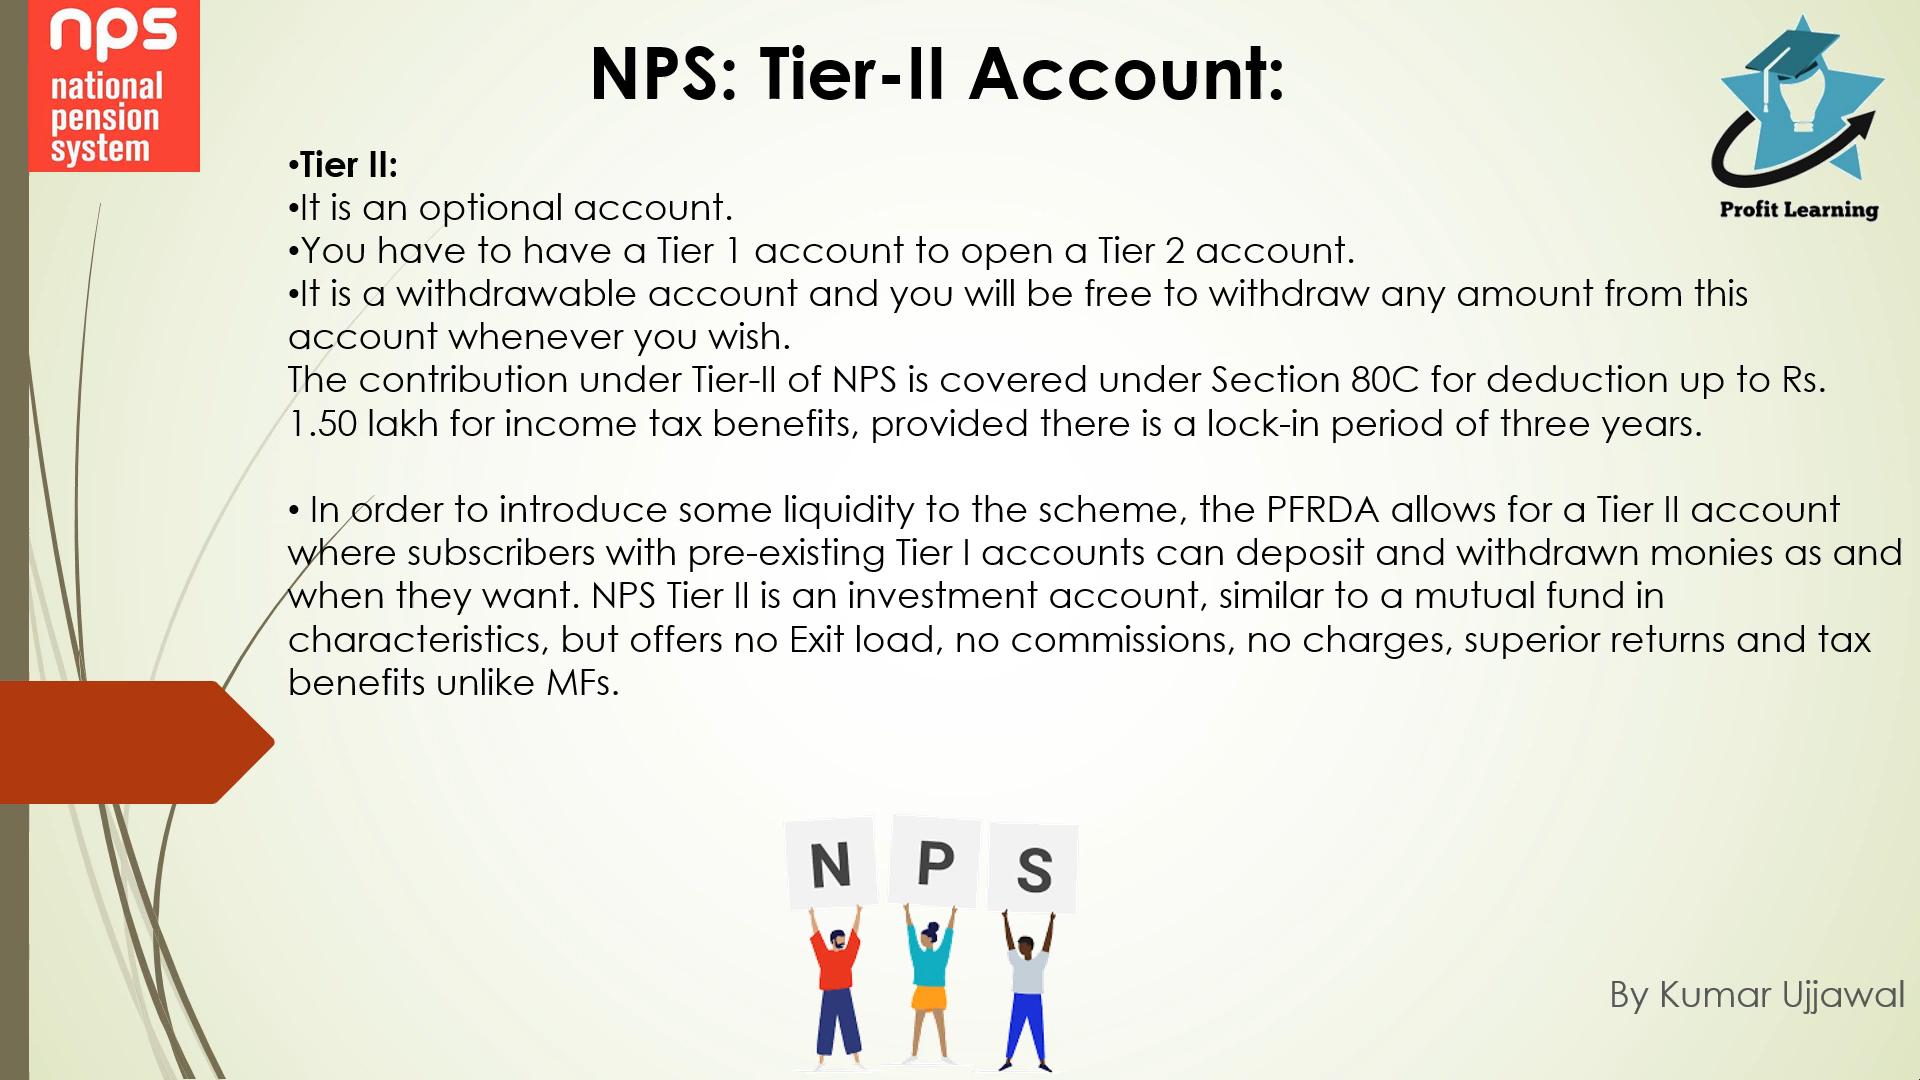 nps
national
pension
system
NPS: Tier-II Account:
Profit Learning
•Tier II:
•It is an optional account.
•You have to have a Tier 1 account to open a Tier 2 account.
•It is a withdrawable account and you will be free to withdraw any amount from this
account whenever you wish.
The contribution under Tier-II of NPS is covered under Section 80C for deduction up to Rs.
1.50 lakh for income tax benefits, provided there is a lock-in period of three years.
• In order to introduce some liquidity to the scheme, the PFRDA allows for a Tier II account
where subscribers with pre-existing Tier I accounts can deposit and withdrawn monies as and
when they want. NPS Tier II is an investment account, similar to a mutual fund in
characteristics, but offers no Exit load, no commissions, no charges, superior returns and tax
benefits unlike MFs.
N P S
By Kumar Ujjawal